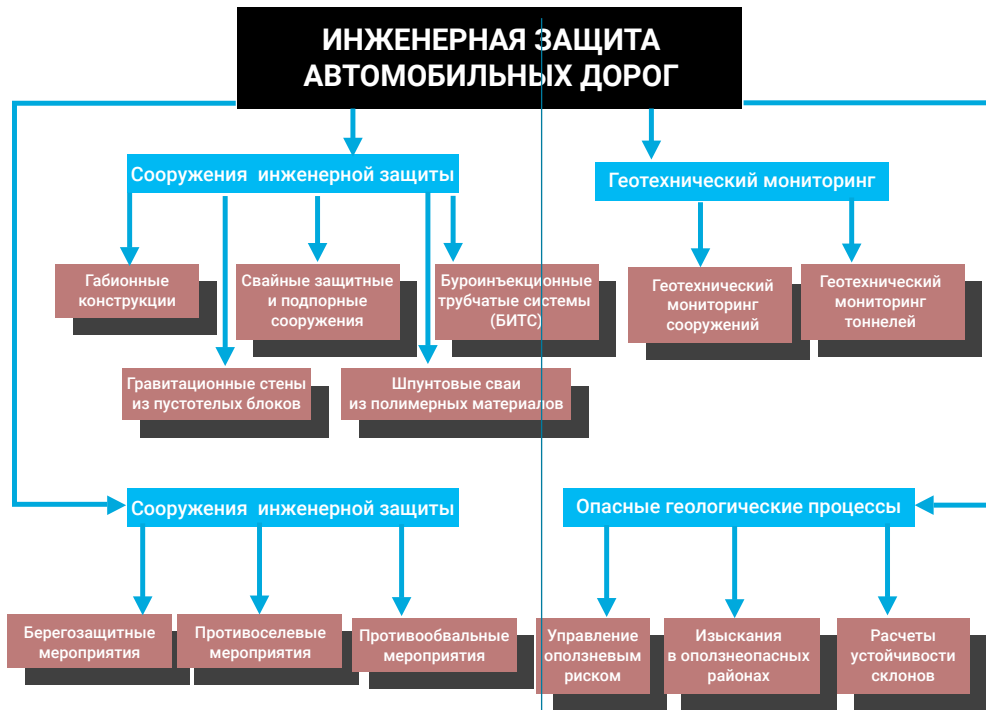 ИНЖЕНЕРНАЯ ЗАЩИТА
АВТОМОБИЛЬНЫХ ДОРОГ
Сооружения инженерной защиты
Геотехнический мониторинг
Габионные
конструкции
Свайные защитные
и подпорные
сооружения
Буроинъекционные
трубчатые системы
(БИТС)
Геотехнический
мониторинг
сооружений
Геотехнический
мониторинг
тоннелей
Гравитационные стены
из пустотелых блоков
Шпунтовые сваи
из полимерных материалов
Сооружения инженерной защиты
Опасные геологические процессы
Берегозащитные
мероприятия
Противоселевые
мероприятия
Противообвальные
мероприятия
Управление
оползневым
риском
Изыскания
в оползнеопасных
районах
Расчеты
устойчивости
склонов